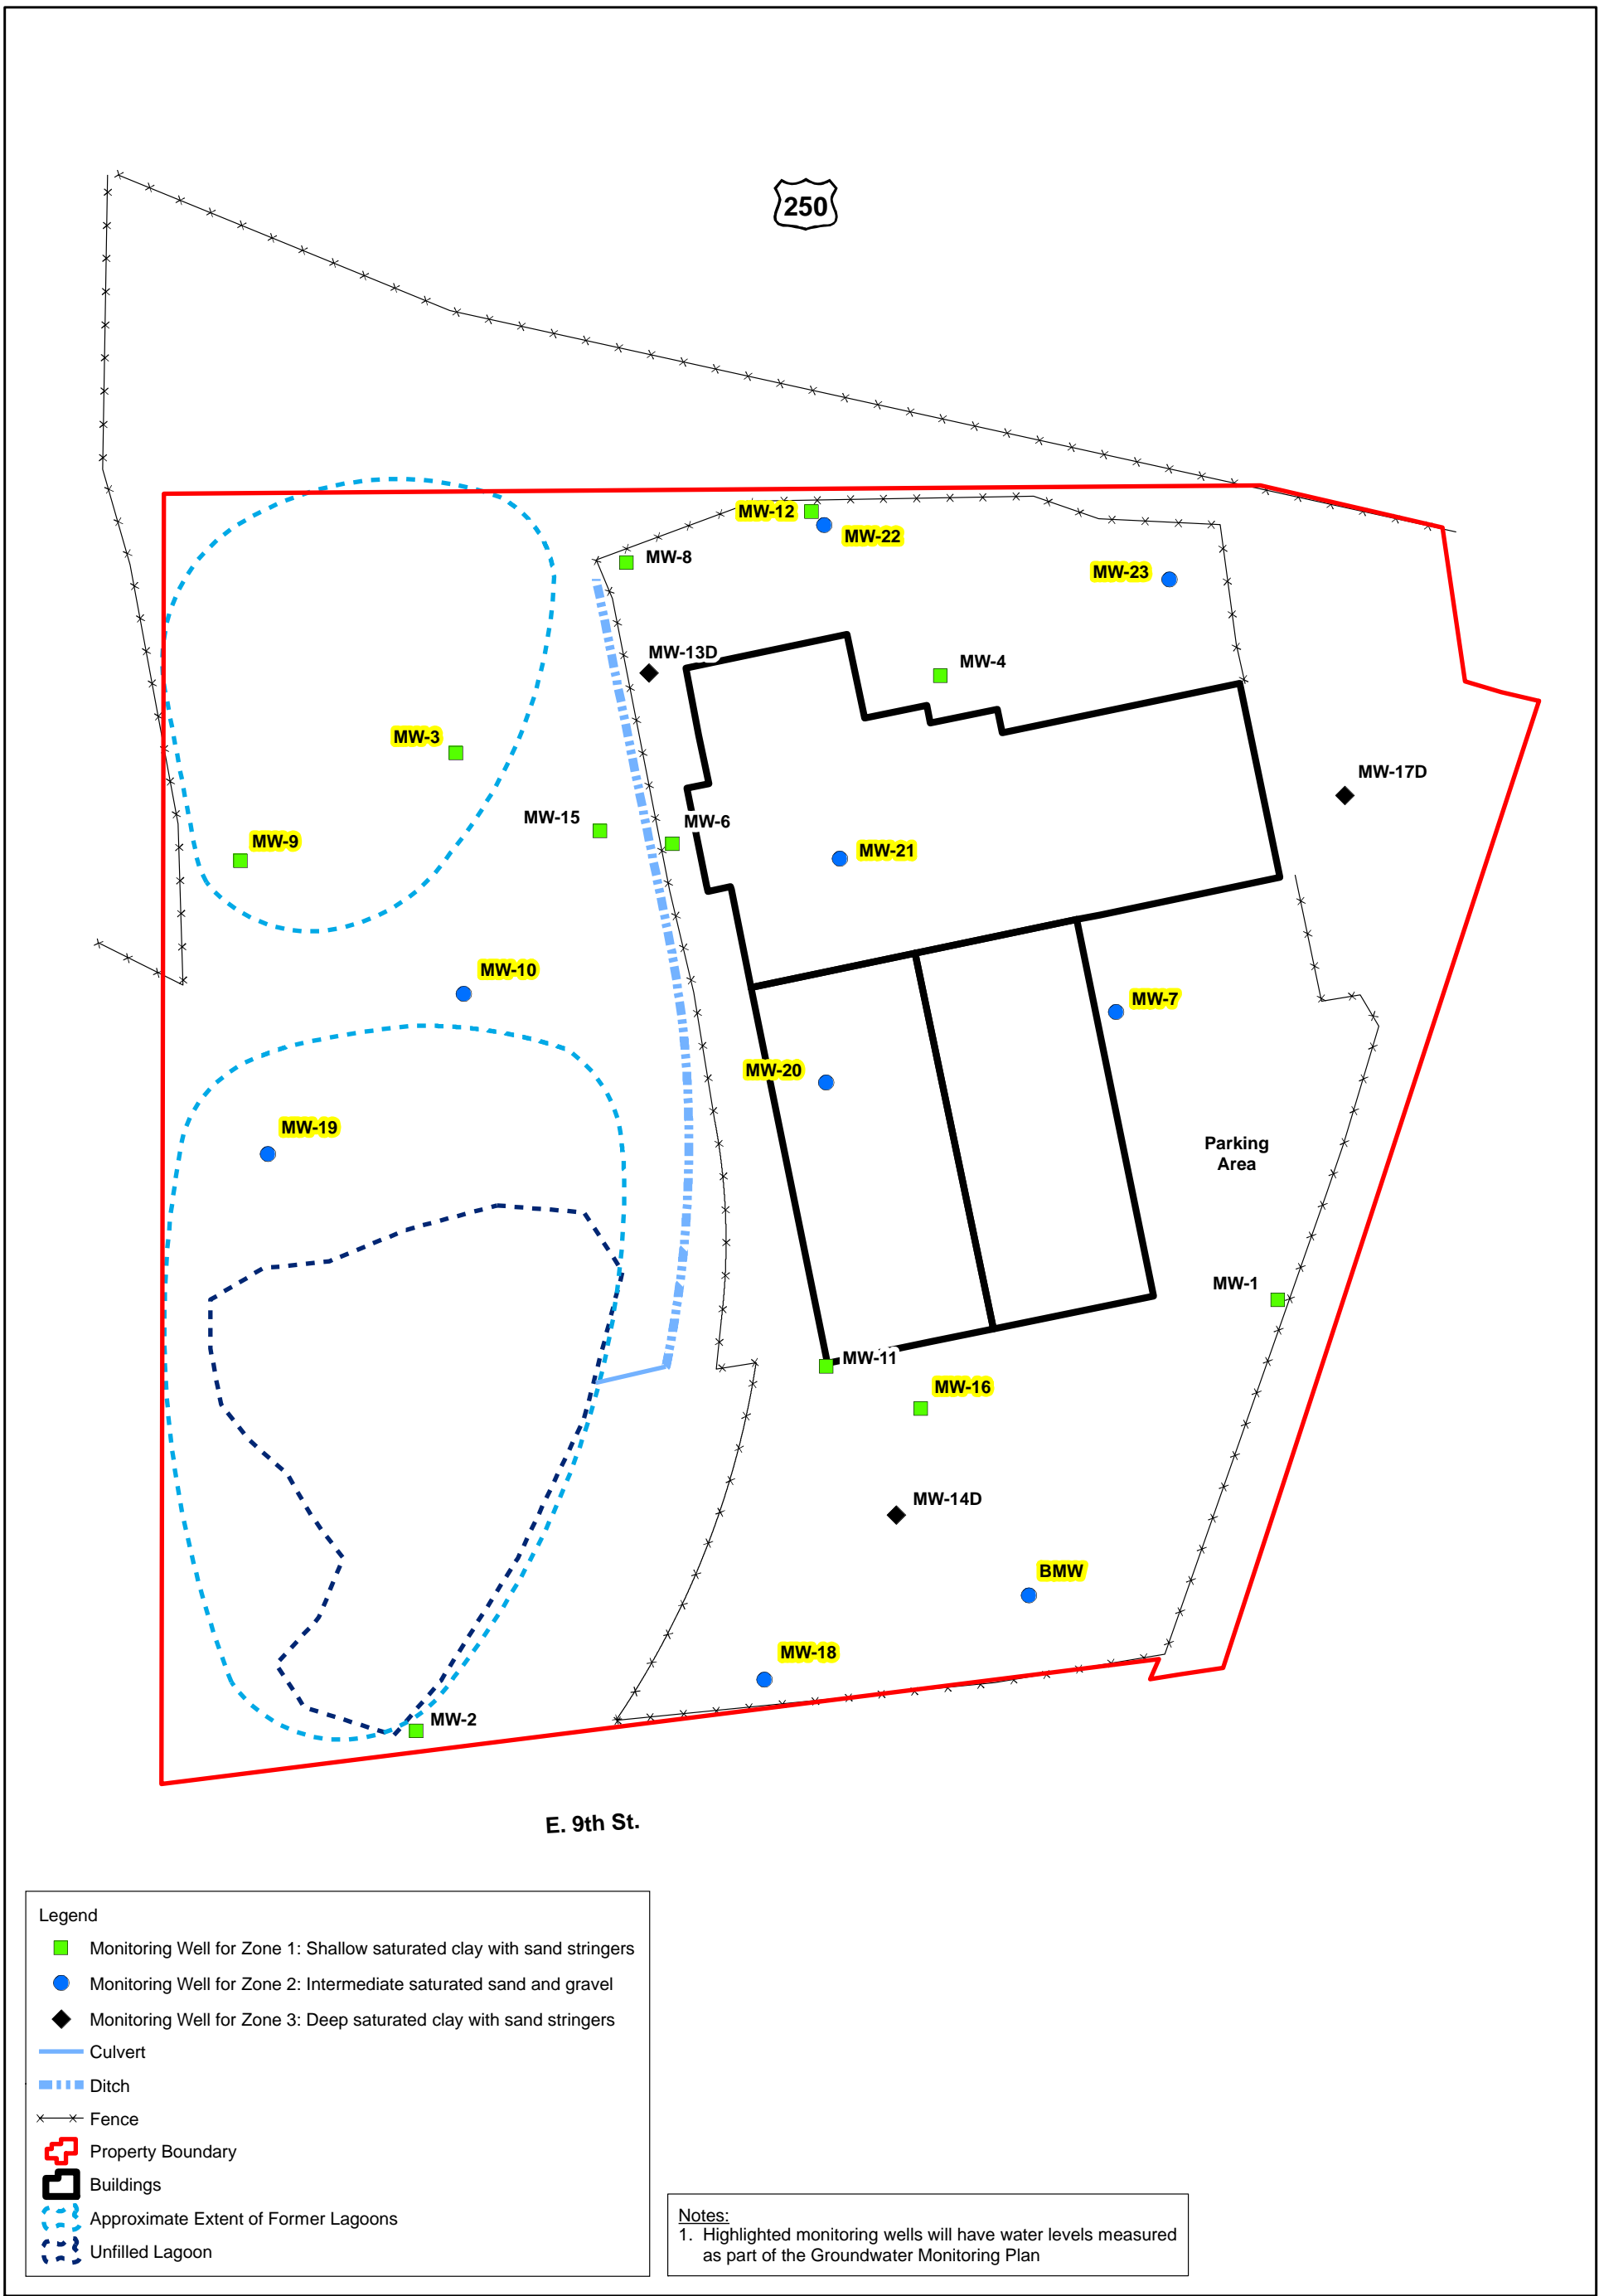 250
MW-12
MW-22
MW-8
MW-23
MW-13D
MW-4
MW-3
MW-17D
MW-15
MW-6
MW-9
MW-21
MW-10
MW-7
MW-20
MW-19
Parking
Area
MW-1
MW-11
MW-16
MW-14D
BMW
MW-18
MW-2
E. 9th St.
Legend
Monitoring Well for Zone 1: Shallow saturated clay with sand stringers
Monitoring Well for Zone 2: Intermediate saturated sand and gravel
Monitoring Well for Zone 3: Deep saturated clay with sand stringers
Culvert
Ditch
Fence
Property Boundary
Buildings
Approximate Extent of Former Lagoons
Unfilled Lagoon
Notes:
1. Highlighted monitoring wells will have water levels measured
as part of the Groundwater Monitoring Plan